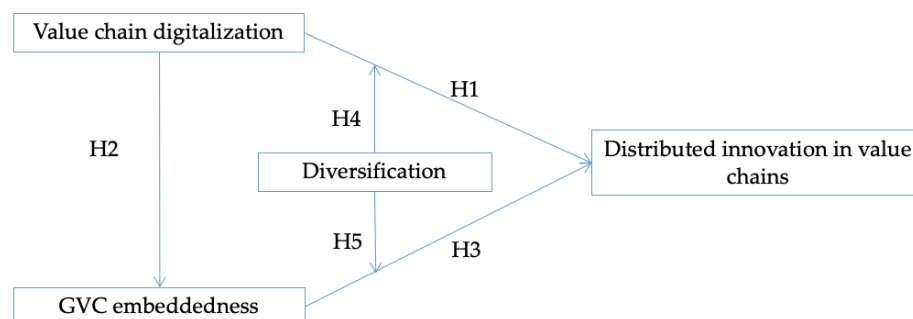 Value chain digitalization
H1
H4
H2
Distributed innovation in value
chains
Diversification
H5
H3
GVC embeddedness